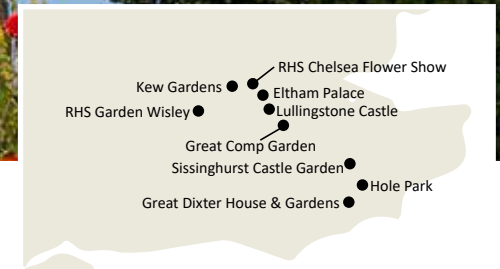 RHS Chelsea Flower Show
Kew Gardens
Eltham Palace
RHS Garden Wisley
Lullingstone Castle
Great Comp Garden
Sissinghurst Castle Garden
Hole Park
Great Dixter House & Gardens